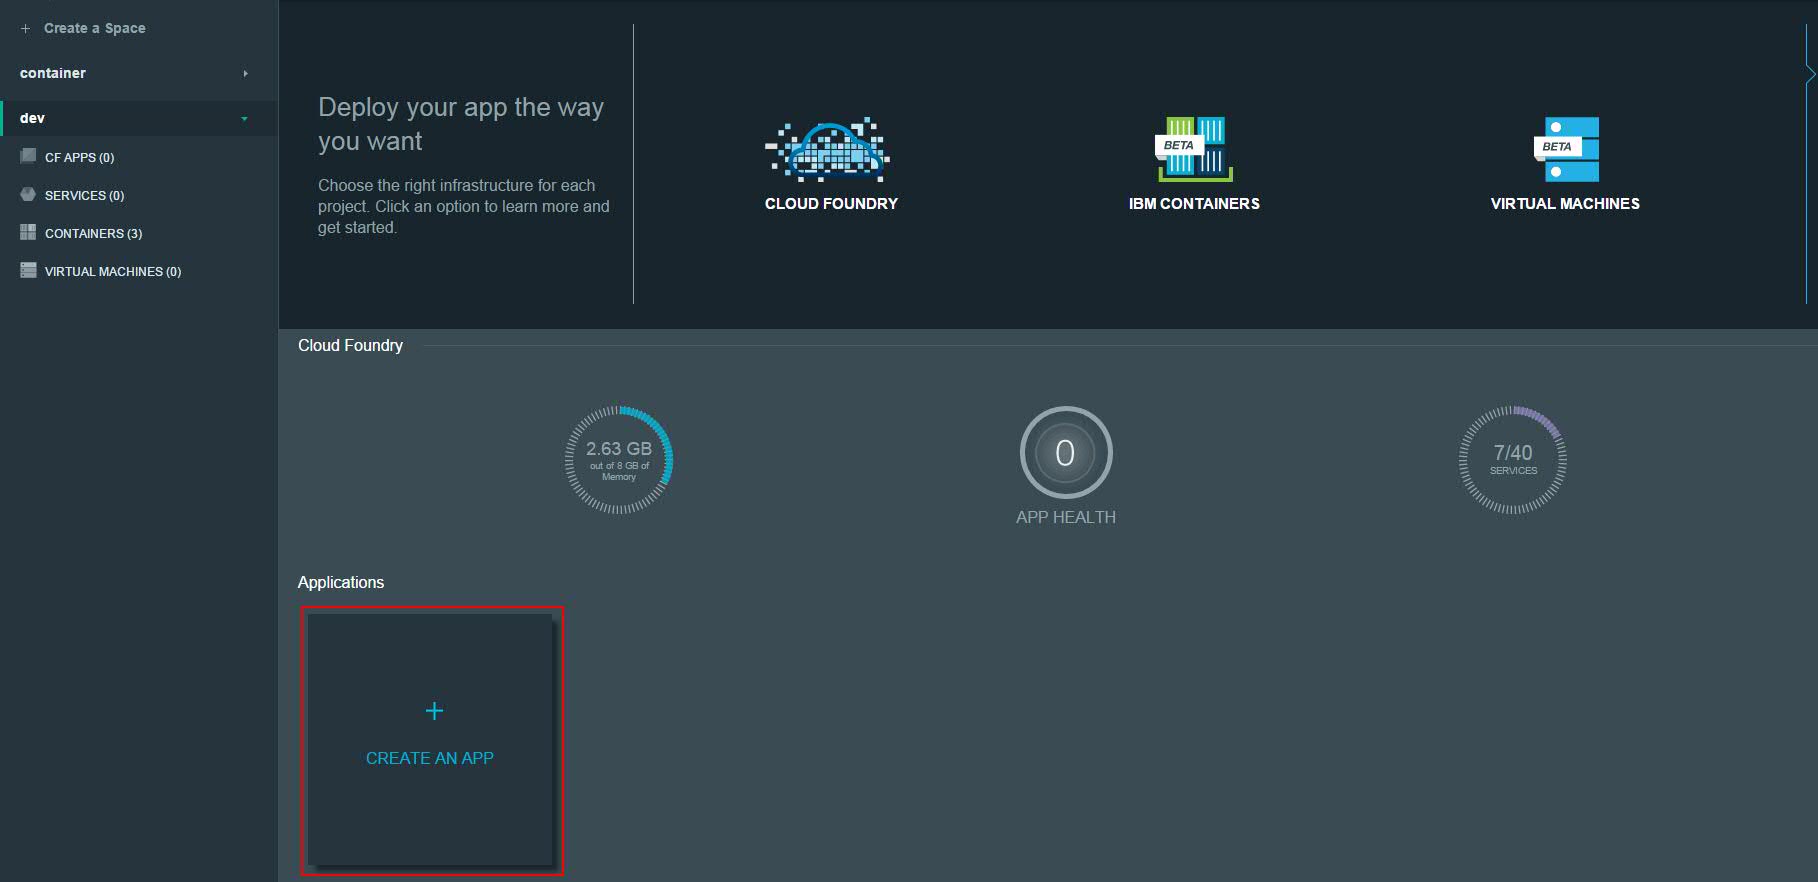 + Create a Space
container
dev
CF APPS (0)
SERVICES (0)
CONTAINERS (3)
VIRTUAL MACHINES (0)
Deploy your app the way
you want
Choose the right infrastructure for each
project. Click an option to learn more and
get started.
CLOUD FOUNDRY
BETA
IBM CONTAINERS
BETA
VIRTUAL MACHINES
Cloud Foundry
2.63 GB
out of 8 GB of
Memory
0
APP HEALTH
7/40
SERVICES
Applications
+
CREATE AN APP